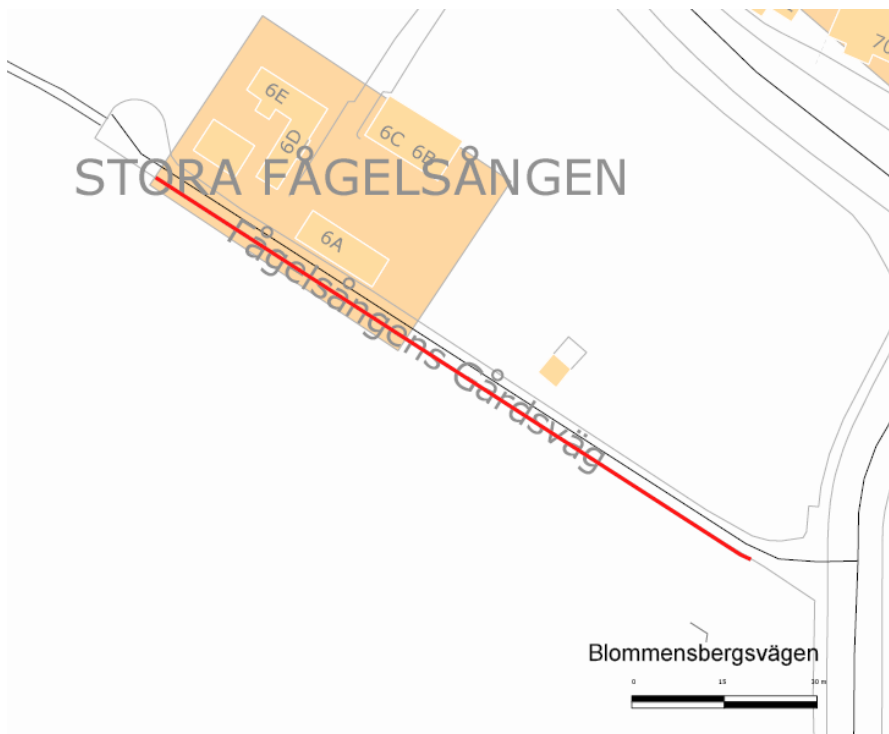 70
6E
6D
6C 6B
STORA FÅGELSÅNGEN
6A
Fågelsångens Gårdsväg
Blommensbergsvägen
0 15 30 m